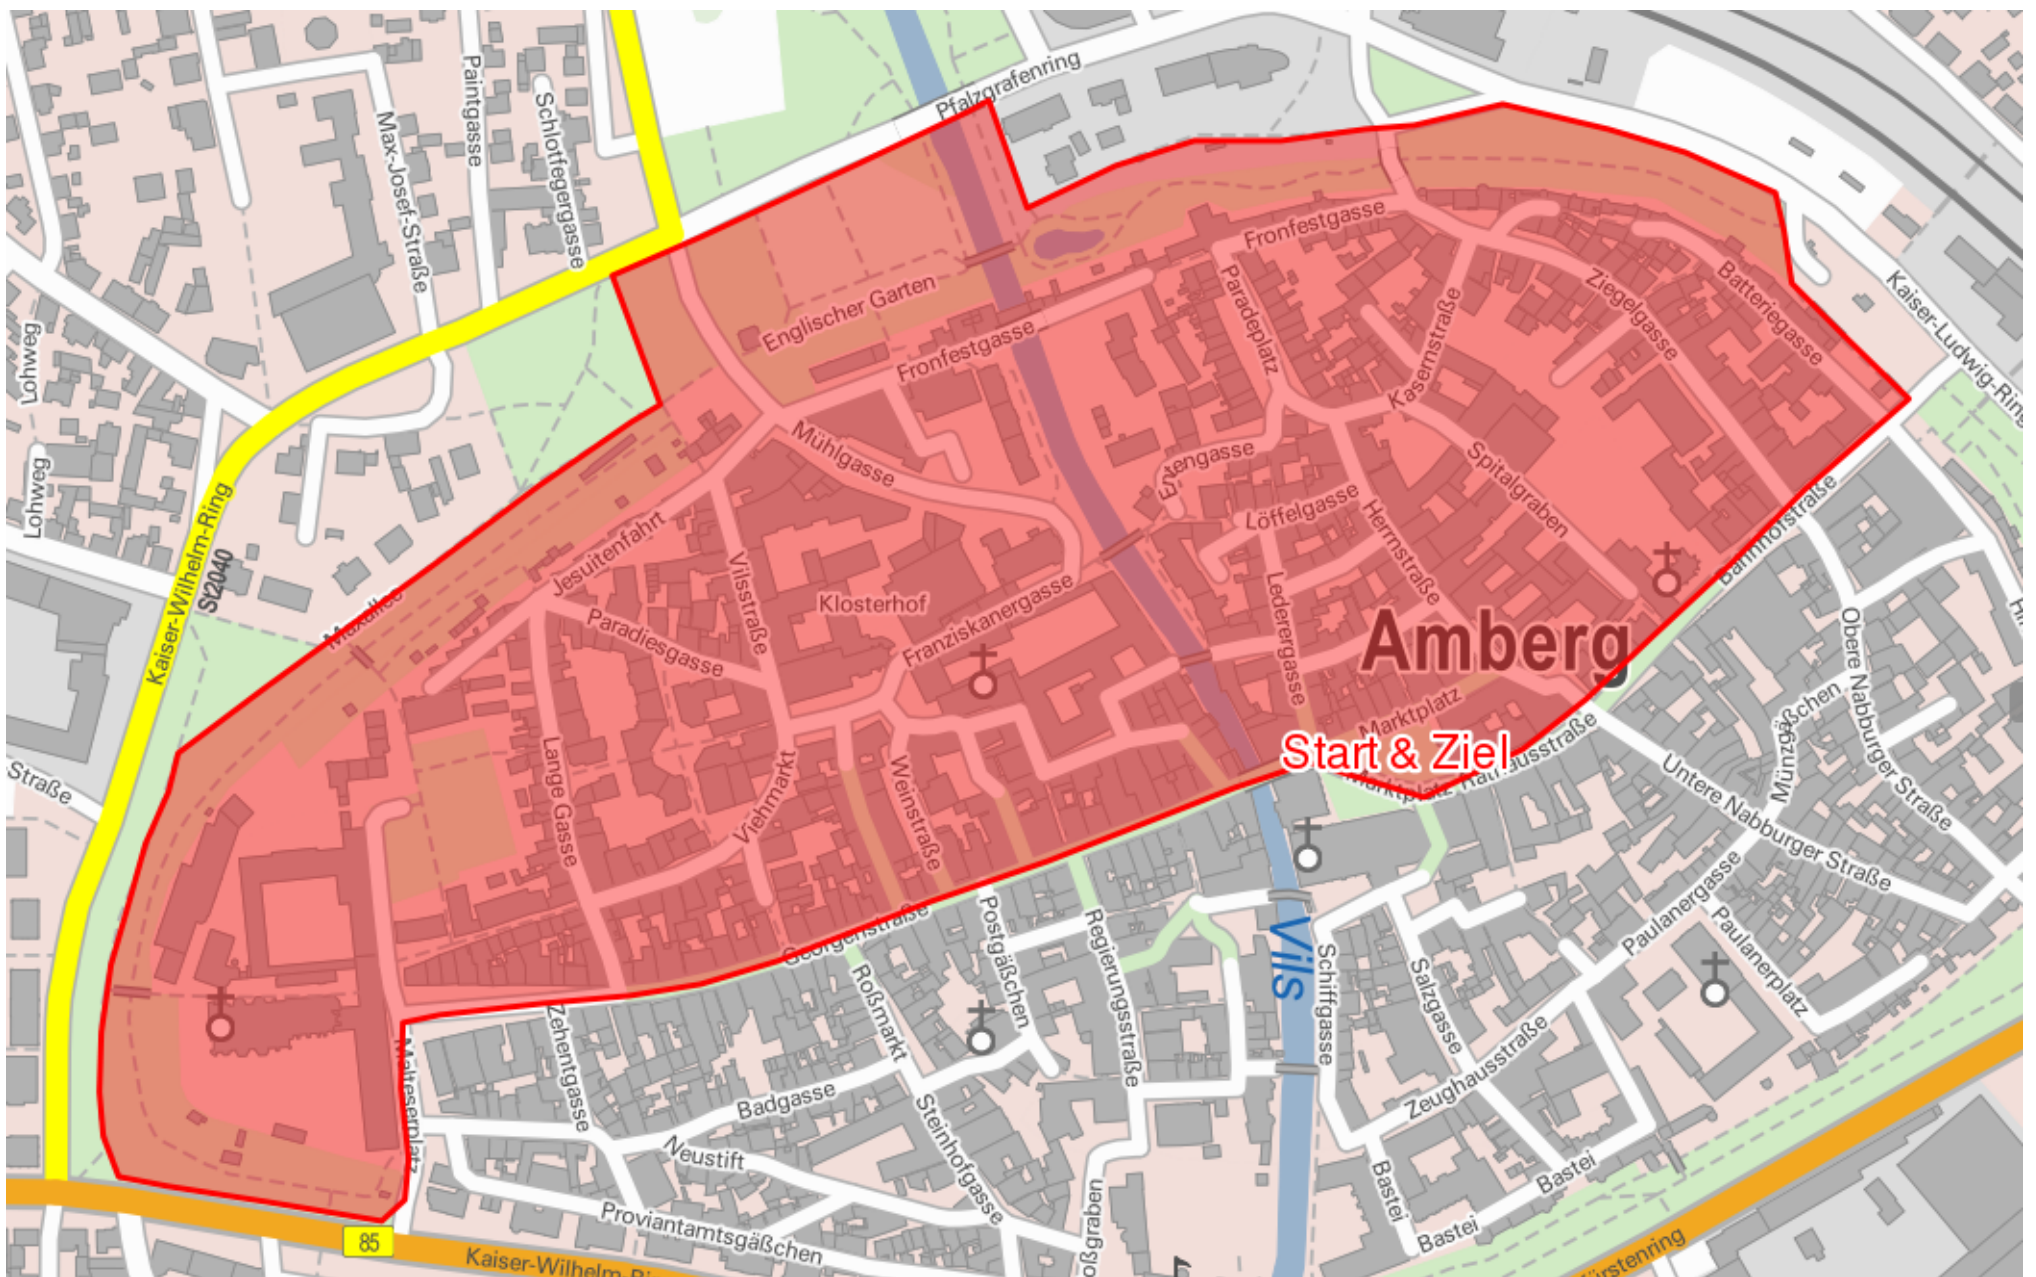 Pfalzgrafenring
Paintgasse
Schlotfegergasse
Max-Josef-Straße
Lohweg
Lohweg
Kaiser-Wilhelm-Ring
St2040
Straße
Englischer Garten
Fronfestgasse
Fronfestgasse
Paradeplatz
Kasernstraße
Ziegelgasse
Batteriegasse
Kaiser-Ludwig-Ring
Mühlgasse
Jesuitenfahrt
Vilsstraße
Klosterhof
Franziskanergasse
Paradiesgasse
Löffelgasse
Herrnstraße
Spitalgraben
Ledererergasse
Bahnhofstraße
Amberg
Marktplatz
Start & Ziel
Marktplatz
Rathausstraße
Obere Nabburger Straße
Münzgäßchen
Untere Nabburger Straße
Lange Gasse
Viehmarkt
Weinstraße
Georgenstraße
Roßmarkt
Postgäßchen
Regierungsstraße
Vils
Schiffgasse
Salzgasse
Paulanergasse
Paulanerplatz
Zeughausstraße
Malteserplatz
Zehentgasse
Badgasse
Neustift
Steinhofgasse
Proviantamtsgäßchen
Bastei
Bastei
Bastei
85